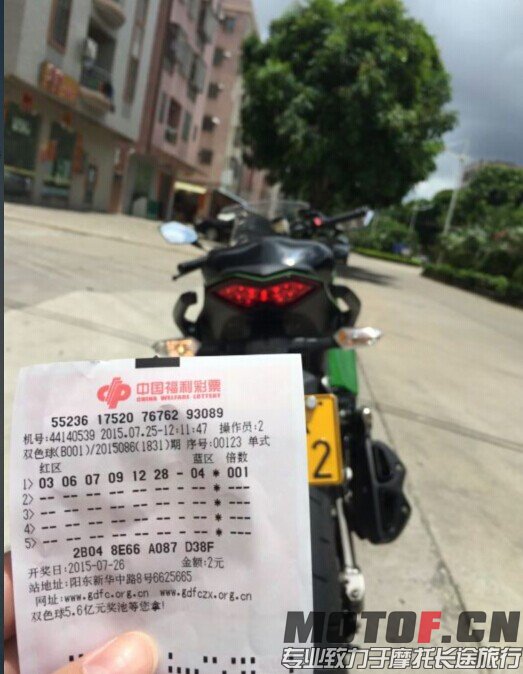 中国福利彩票
CHINA WELFARE LOTTERY
55236 17520 76762 93089
机号:44140539 2015.07.25-12:11:47 操作员:2
双色球(B001)/2015086(1831)期 序号:00123 单式
红区 蓝区 倍数
1> 03 06 07 09 12 28 - 04 * 001
2> -- -- -- -- -- -- - -- * ---
3> -- -- -- -- -- -- - -- * ---
4> -- -- -- -- -- -- - -- * ---
5> -- -- -- -- -- -- - -- * ---
2B04 8E66 A087 D38F
开奖日:2015-07-26 金额:2元
站地址:阳东新华中路8号6625665
网址:www.gdfc.org.cn www.gdfczx.org.cn
双色球5.6亿元奖池等您拿!
2
MOTOF.CN
专业致力于摩托长途旅行